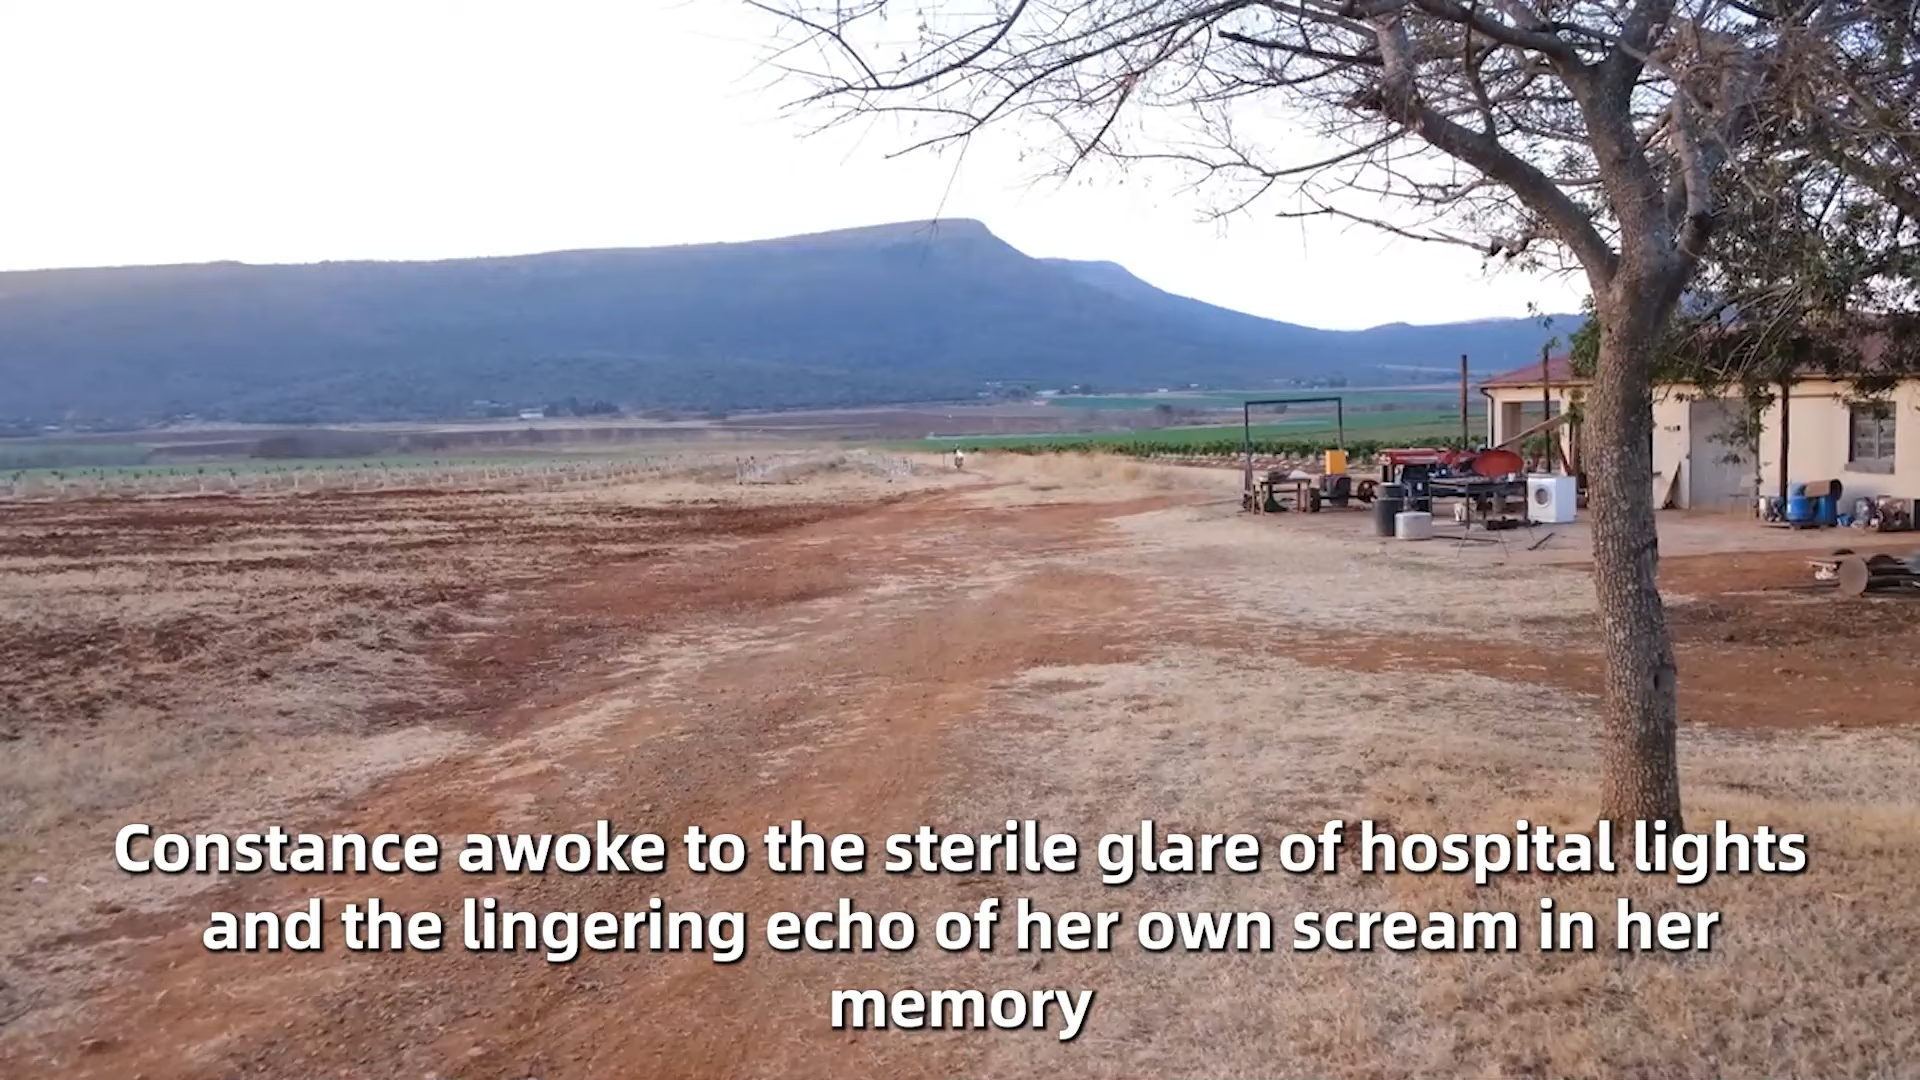 Constance awoke to the sterile glare of hospital lights
and the lingering echo of her own scream in her
memory